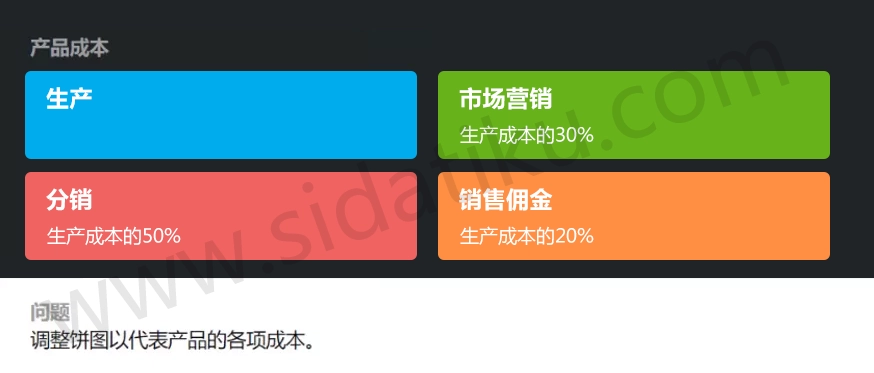 产品成本
生产
市场营销
生产成本的30%
分销
生产成本的50%
销售佣金
生产成本的20%
www.sidatiku.com
问题
调整饼图以代表产品的各项成本。